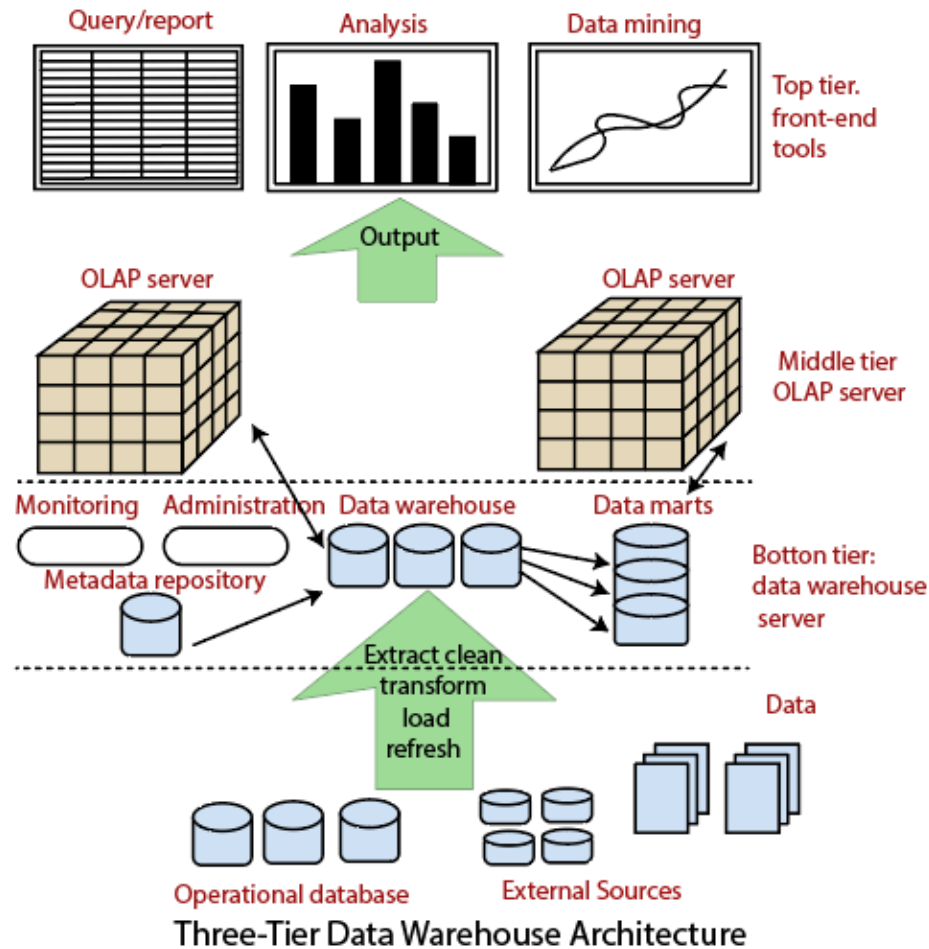 Query/report
Analysis
Data mining
Top tier.
front-end
tools
Output
OLAP server
OLAP server
Middle tier
OLAP server
Monitoring
Administration
Data warehouse
Data marts
Metadata repository
Botton tier:
data warehouse
server
Extract clean
transform
load
refresh
Data
Operational database
External Sources
Three-Tier Data Warehouse Architecture